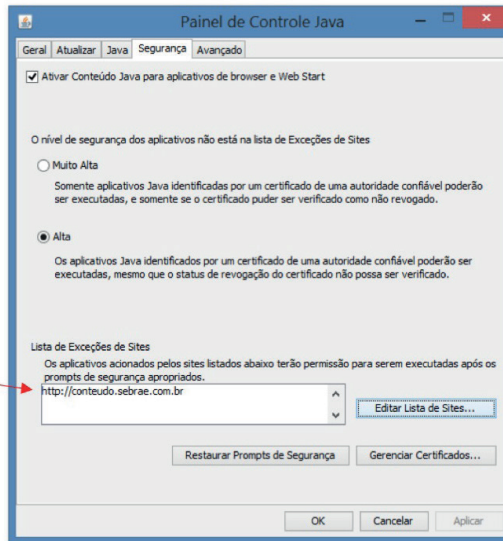 Painel de Controle Java
Geral Atualizar Java Segurança Avançado
Ativar Conteúdo Java para aplicativos de browser e Web Start
O nível de segurança dos aplicativos não está na lista de Exceções de Sites
Muito Alta
Somente aplicativos Java identificadas por um certificado de uma autoridade confiável poderão
ser executadas, e somente se o certificado puder ser verificado como não revogado.
Alta
Os aplicativos Java identificados por um certificado de uma autoridade confiável poderão ser
executadas, mesmo que o status de revogação do certificado não possa ser verificado.
Lista de Exceções de Sites
Os aplicativos acionados pelos sites listados abaixo terão permissão para serem executadas após os
prompts de segurança apropriados.
http://conteudo.sebrae.com.br
Editar Lista de Sites...
Restaurar Prompts de Segurança Gerenciar Certificados...
OK Cancelar Aplicar